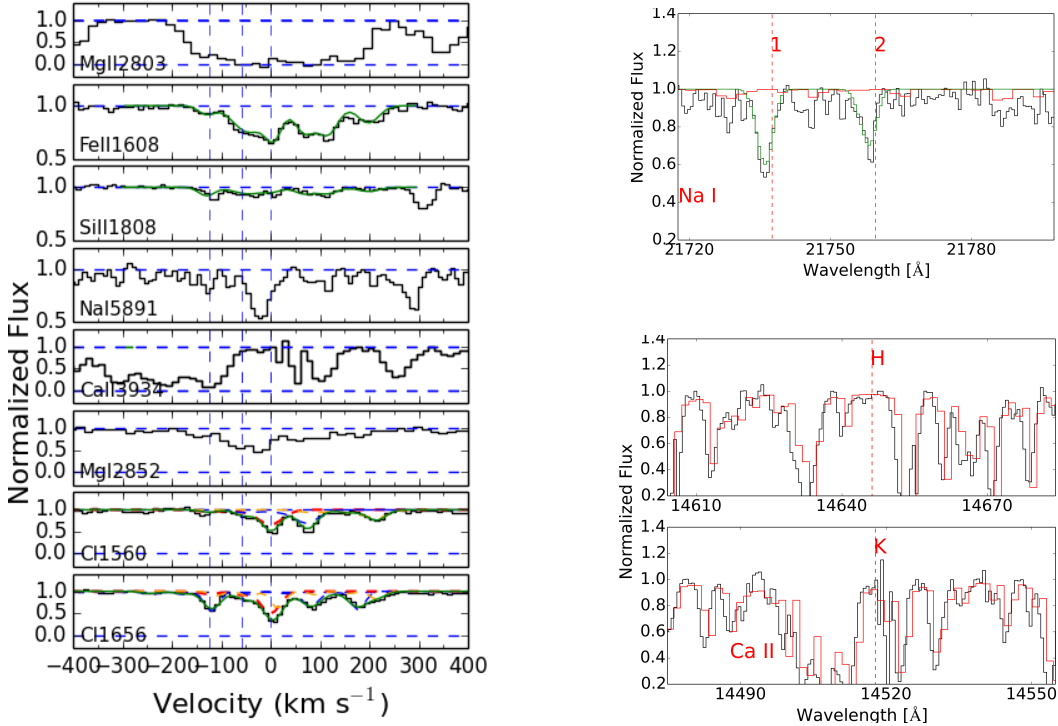 1.0
0.5
0.0
MgII2803
1.0
FeII1608
0.5
1.0
SiII1808
0.5
1.0
NaI5891
0.5
1.0
0.5
0.0
CaII3934
1.0
0.5
0.0
MgI2852
1.0
0.5
0.0
CI1560
1.0
0.5
0.0
CI1656
−400 −300 −200 −100 0 100 200 300 400
Normalized Flux
Velocity (km s⁻¹)
1.4
1.2
1.0
0.8
0.6
0.4
0.2
1 2
Na I
Normalized Flux
21720 21750 21780
Wavelength [Å]
1.4
1.2
1.0
0.8
0.6
0.4
0.2
H
14610 14640 14670
Normalized Flux
1.4
1.2
1.0
0.8
0.6
0.4
0.2
K
Ca II
14490 14520 14550
Wavelength [Å]